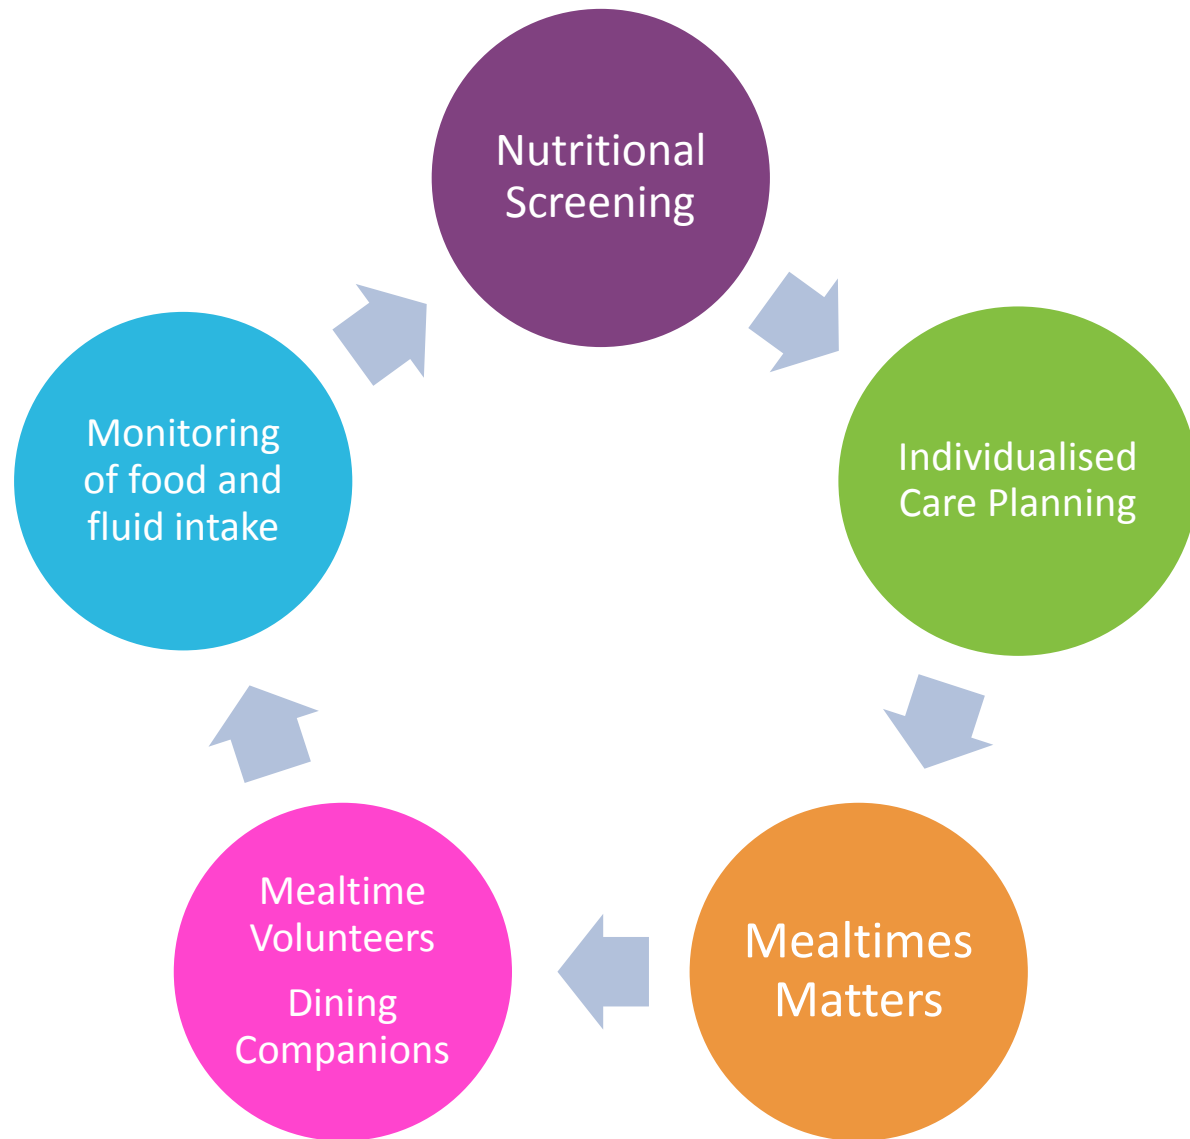 Nutritional
Screening
Individualised
Care Planning
Mealtimes
Matters
Mealtime
Volunteers
Dining
Companions
Monitoring
of food and
fluid intake